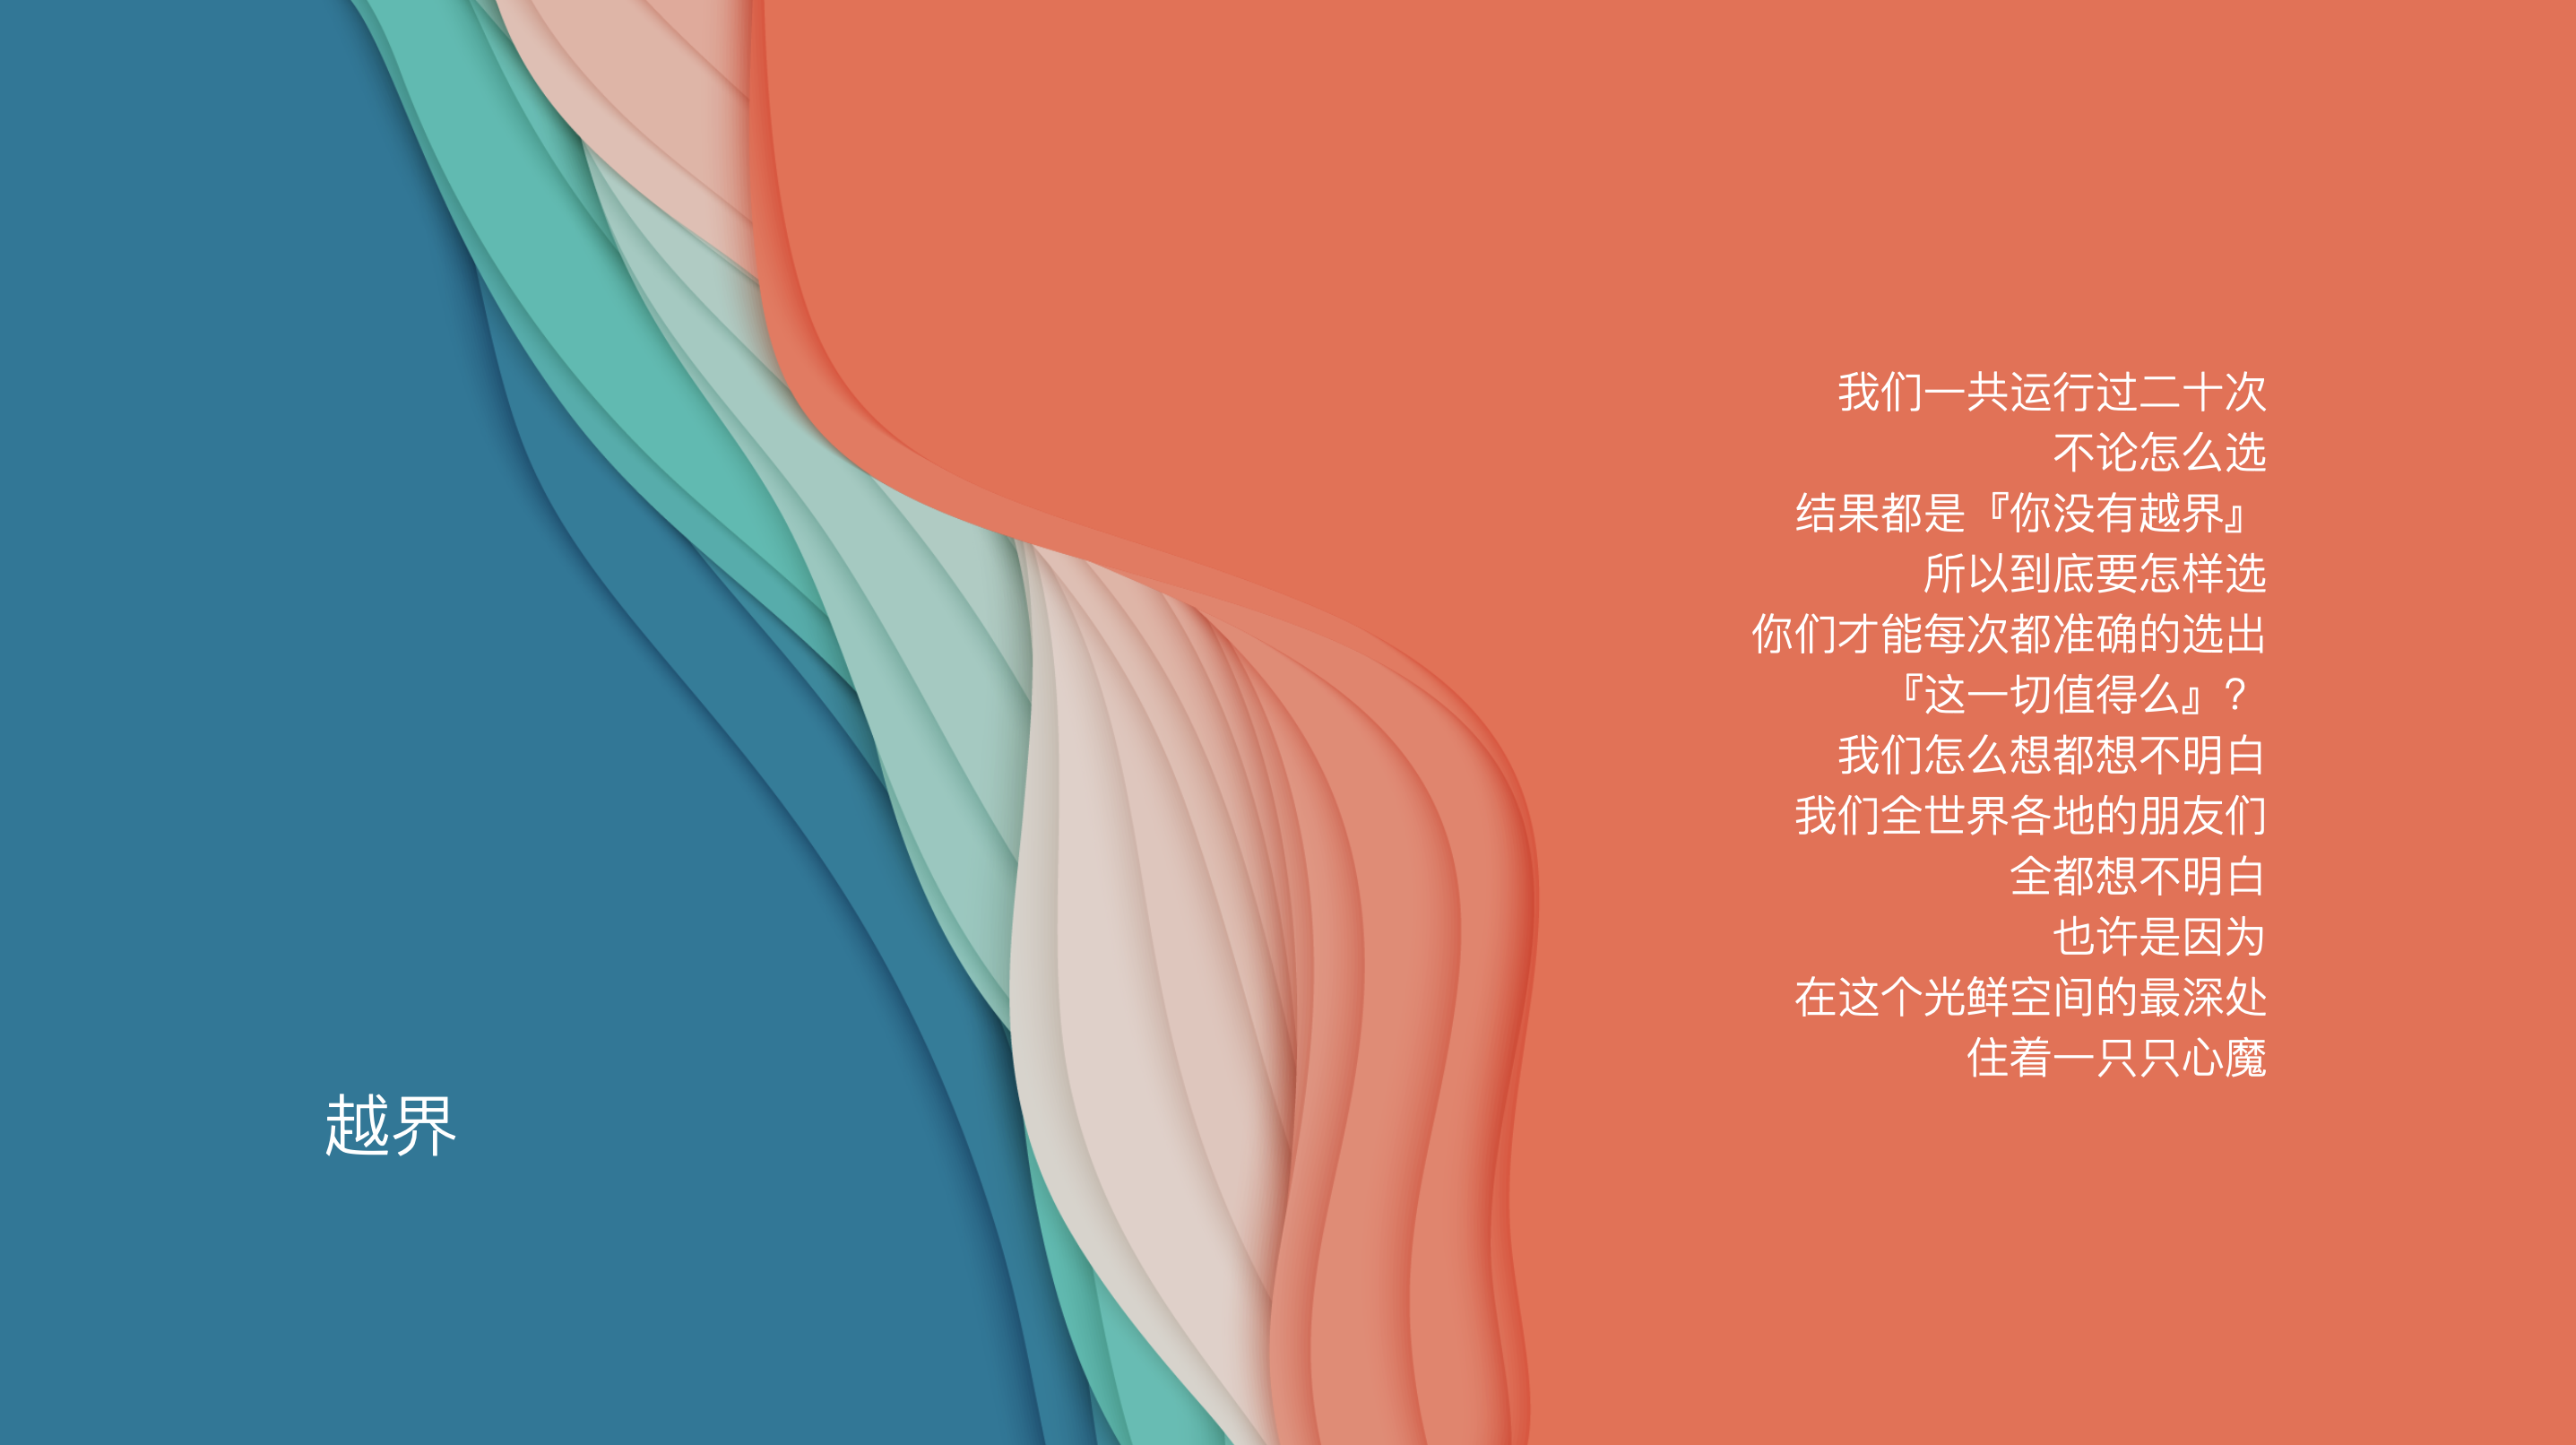 越界
我们一共运行过二十次
不论怎么选
结果都是『你没有越界』
所以到底要怎样选
你们才能每次都准确的选出
『这一切值得么』？
我们怎么想都想不明白
我们全世界各地的朋友们
全都想不明白
也许是因为
在这个光鲜空间的最深处
住着一只只心魔